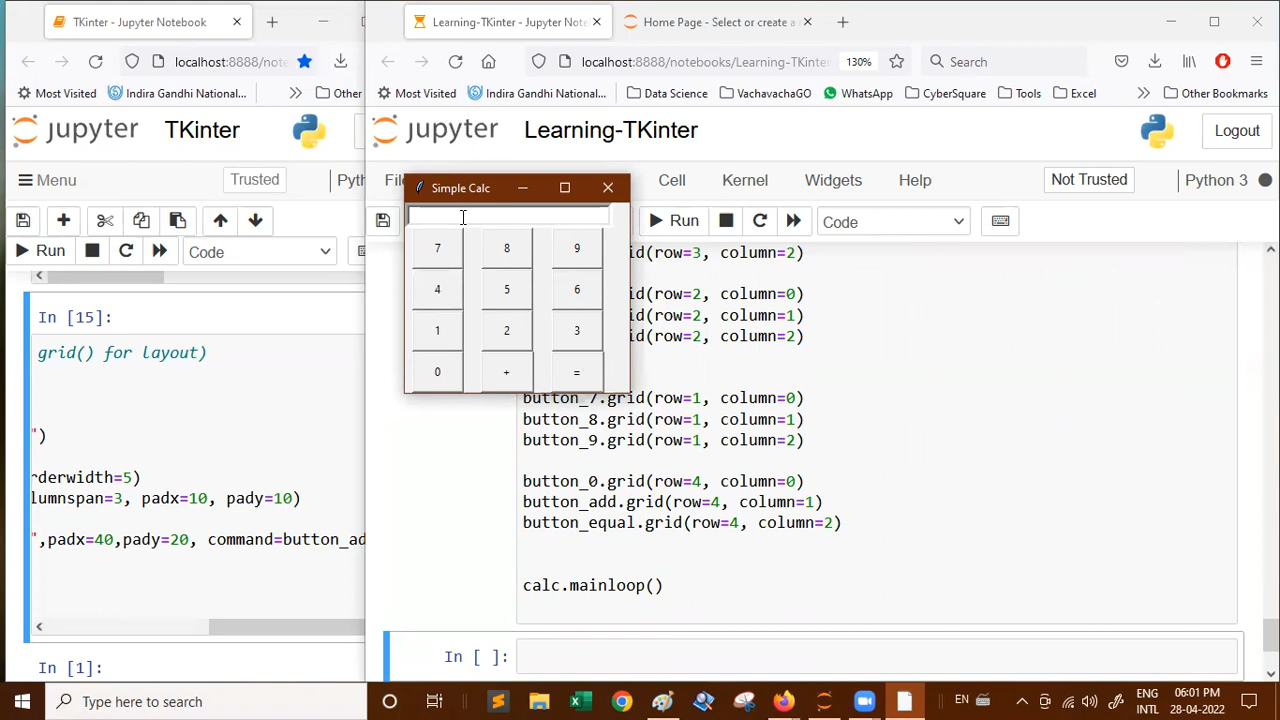 TKinter - Jupyter Notebook
Learning-TKinter - Jupyter Note
Home Page - Select or create a
localhost:8888/note
localhost:8888/notebooks/Learning-TKinter
130%
Search
Most Visited
Indira Gandhi National...
Other
Most Visited
Indira Gandhi National...
Data Science
VachavachaGO
WhatsApp
CyberSquare
Tools
Excel
Other Bookmarks
jupyter
TKinter
jupyter
Learning-TKinter
Logout
Menu
Trusted
Pyth
Fil
Cell
Kernel
Widgets
Help
Not Trusted
Python 3
Simple Calc
Run
Code
Run
Code
7 8 9
4 5 6
1 2 3
0 + =
In [15]:
grid() for layout)
")
rderwidth=5)
lumnspan=3, padx=10, pady=10)
",padx=40,pady=20, command=button_ad
In [1]:
id(row=3, column=2)
id(row=2, column=0)
id(row=2, column=1)
id(row=2, column=2)
button_7.grid(row=1, column=0)
button_8.grid(row=1, column=1)
button_9.grid(row=1, column=2)
button_0.grid(row=4, column=0)
button_add.grid(row=4, column=1)
button_equal.grid(row=4, column=2)
calc.mainloop()
In [ ]:
Type here to search
EN
ENG
INTL
06:01 PM
28-04-2022